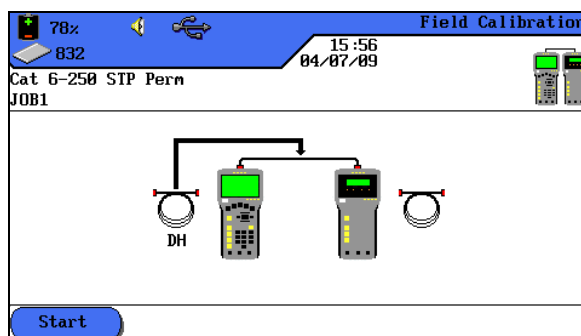 78%
Field Calibration
832
15:56
04/07/09
Cat 6-250 STP Perm
JOB1
DH
Start